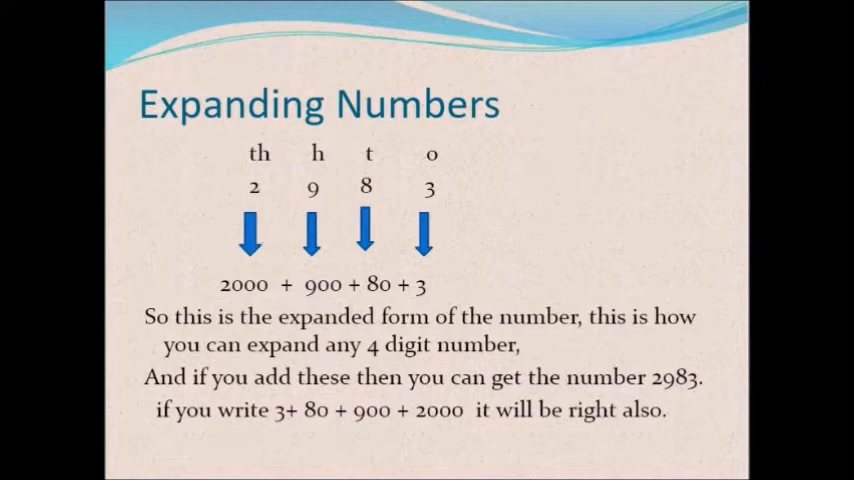 Expanding Numbers
th h t o
2 9 8 3
2000 + 900 + 80 + 3
So this is the expanded form of the number, this is how
you can expand any 4 digit number,
And if you add these then you can get the number 2983.
if you write 3+ 80 + 900 + 2000 it will be right also.